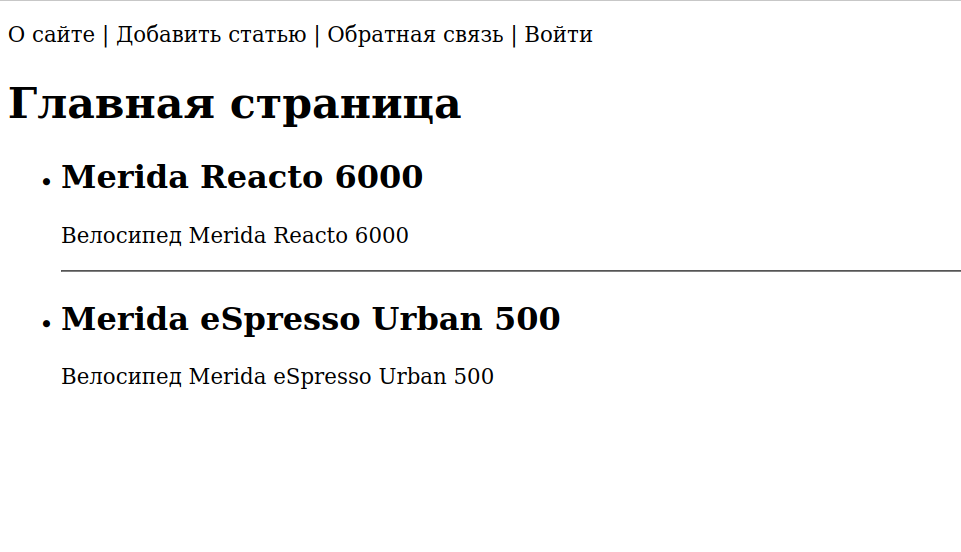 О сайте | Добавить статью | Обратная связь | Войти
Главная страница
• Merida Reacto 6000
Велосипед Merida Reacto 6000
• Merida eSpresso Urban 500
Велосипед Merida eSpresso Urban 500